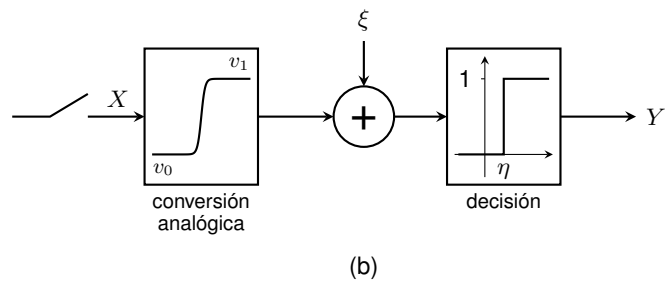 ξ
X
v₁
v₀
+
1
η
Y
conversión
analógica
decisión
(b)